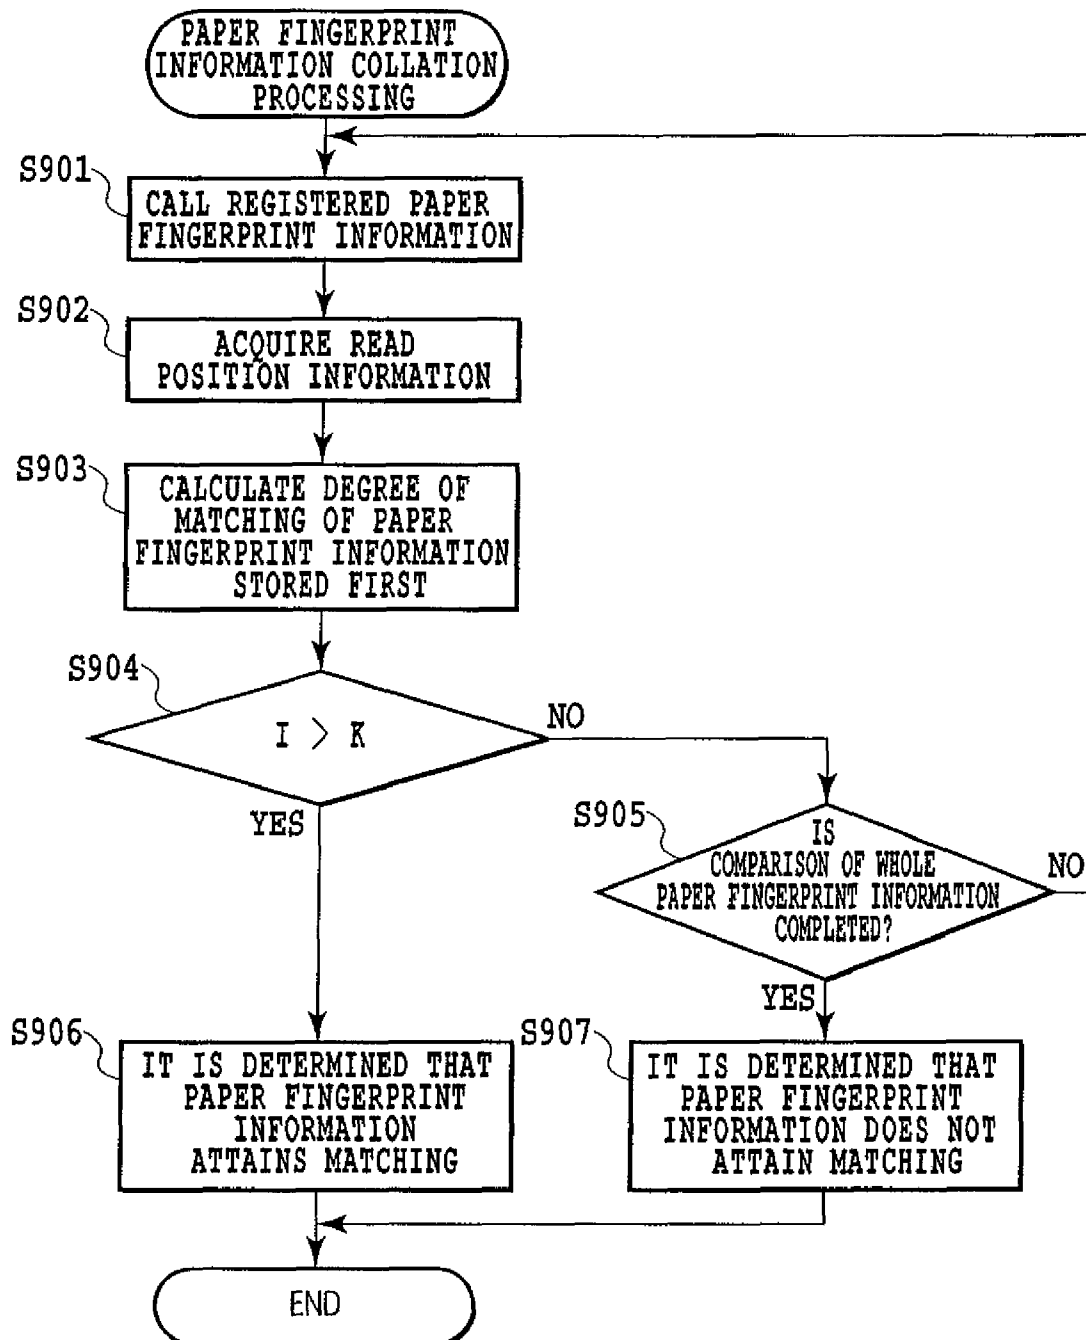 PAPER FINGERPRINT
INFORMATION COLLATION
PROCESSING
S901
CALL REGISTERED PAPER
FINGERPRINT INFORMATION
S902
ACQUIRE READ
POSITION INFORMATION
S903
CALCULATE DEGREE OF
MATCHING OF PAPER
FINGERPRINT INFORMATION
STORED FIRST
S904
I > K
NO
YES
S905
IS
COMPARISON OF WHOLE
PAPER FINGERPRINT INFORMATION
COMPLETED?
NO
YES
S906
IT IS DETERMINED THAT
PAPER FINGERPRINT
INFORMATION
ATTAINS MATCHING
S907
IT IS DETERMINED THAT
PAPER FINGERPRINT
INFORMATION DOES NOT
ATTAIN MATCHING
END